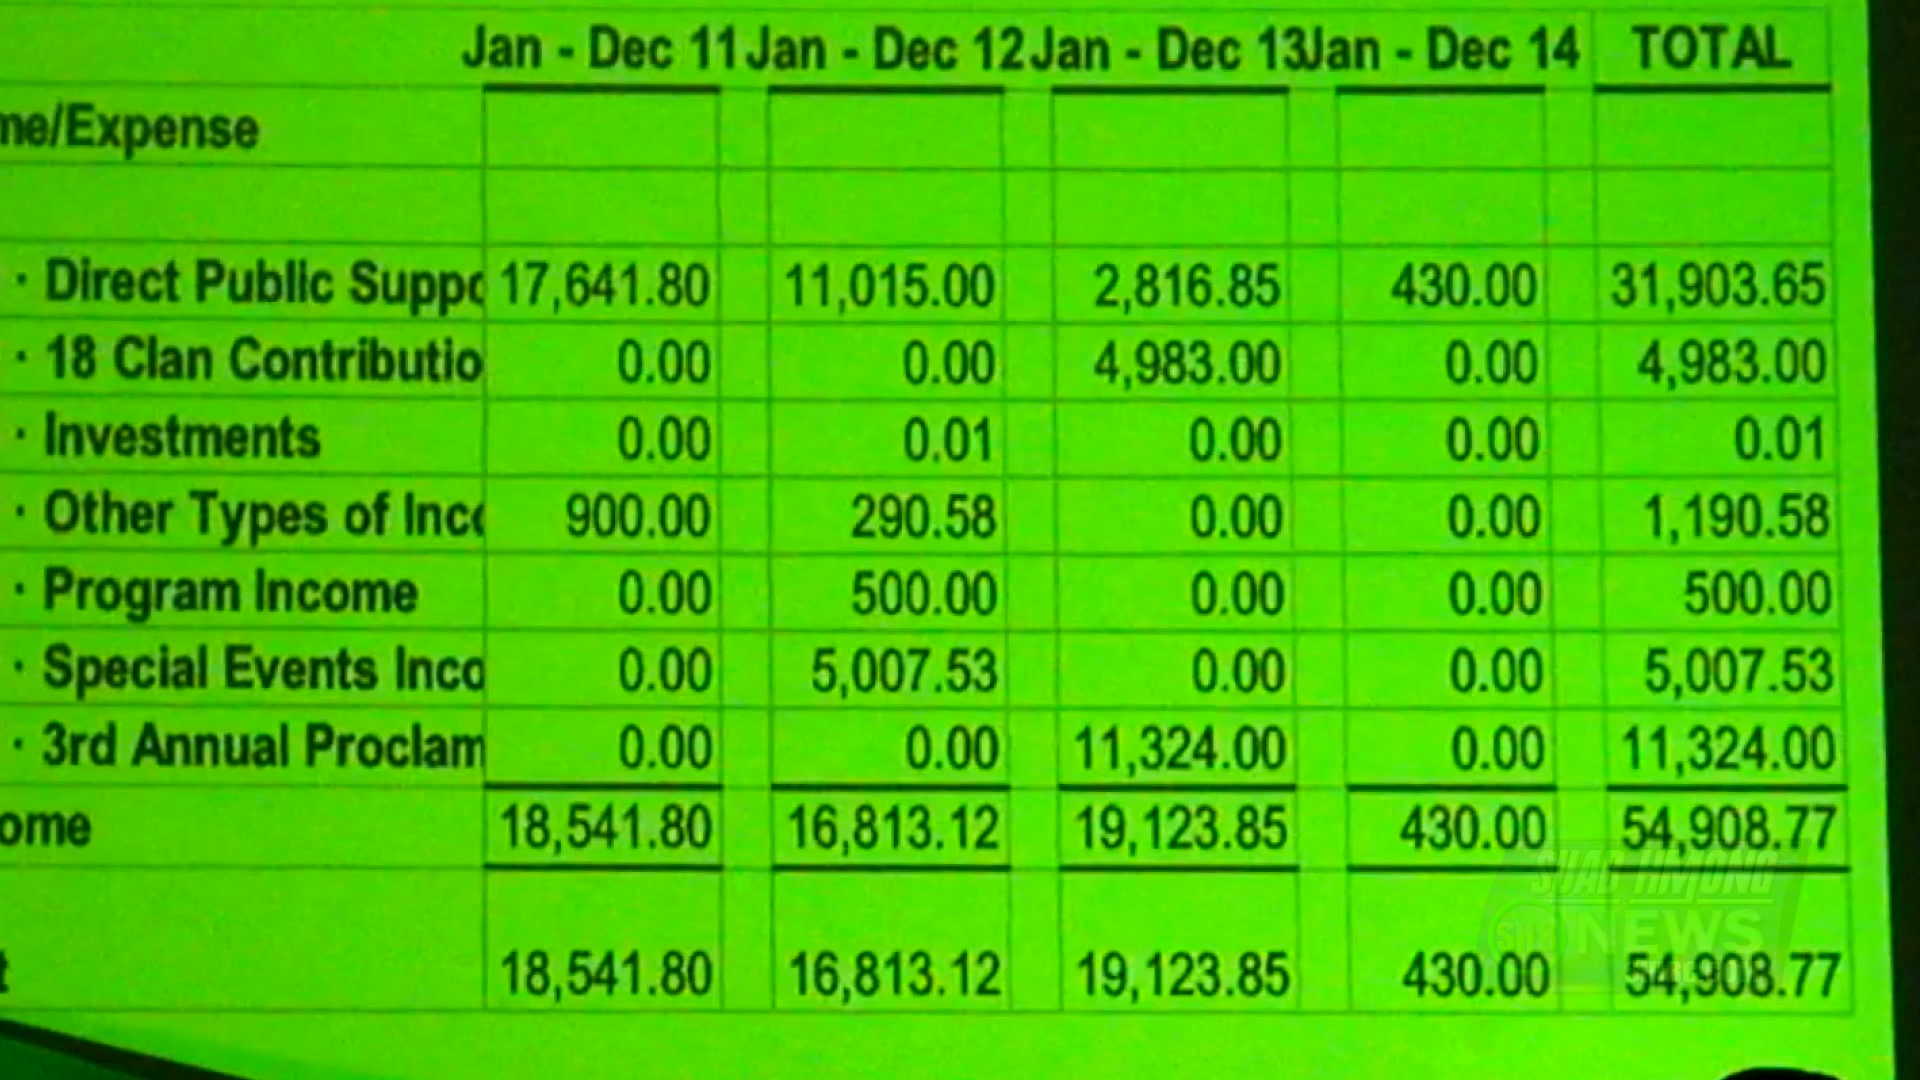 Jan - Dec 11 Jan - Dec 12 Jan - Dec 13 Jan - Dec 14 TOTAL
me/Expense
· Direct Public Suppo 17,641.80 11,015.00 2,816.85 430.00 31,903.65
· 18 Clan Contributio 0.00 0.00 4,983.00 0.00 4,983.00
· Investments 0.00 0.01 0.00 0.00 0.01
· Other Types of Inco 900.00 290.58 0.00 0.00 1,190.58
· Program Income 0.00 500.00 0.00 0.00 500.00
· Special Events Inco 0.00 5,007.53 0.00 0.00 5,007.53
· 3rd Annual Proclam 0.00 0.00 11,324.00 0.00 11,324.00
ome 18,541.80 16,813.12 19,123.85 430.00 54,908.77
t 18,541.80 16,813.12 19,123.85 430.00 54,908.77
SUAB HMONG
NEWS